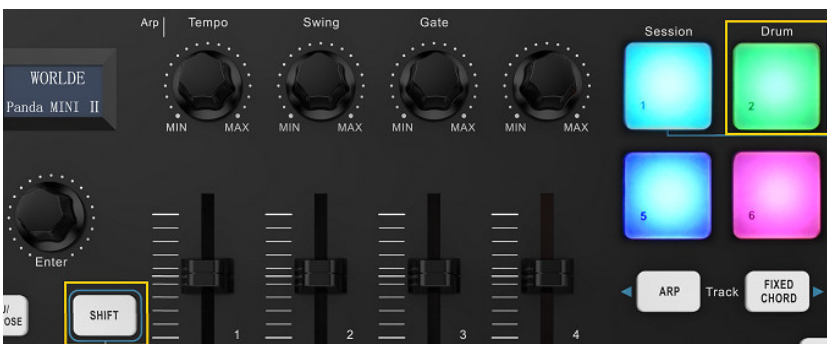 Arp Tempo Swing Gate
Session Drum
WORLDE
Panda MINI II
MIN MAX MIN MAX MIN MAX MIN MAX
1 2
5 6
Enter
ARP Track FIXED CHORD
SHIFT
1 2 3 4